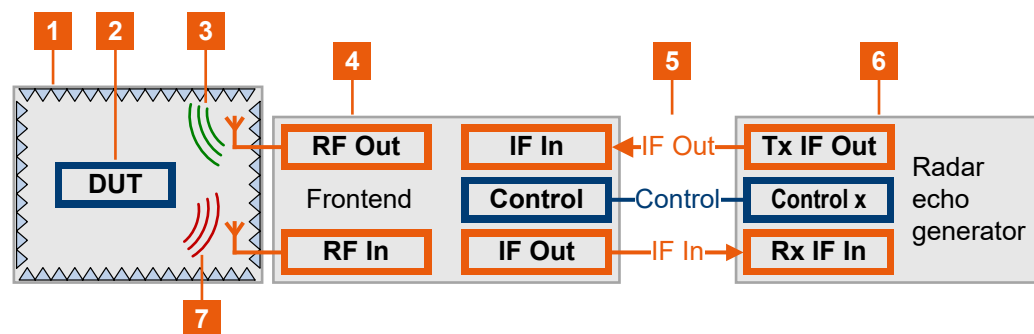 1
2
3
4
5
6
RF Out
IF In
IF Out
Tx IF Out
DUT
Frontend
Control
Control
Control x
Radar
echo
generator
RF In
IF Out
IF In
Rx IF In
7